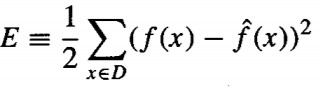 E ≡ 1/2 ∑_{x∈D} (f(x) − f̂(x))²